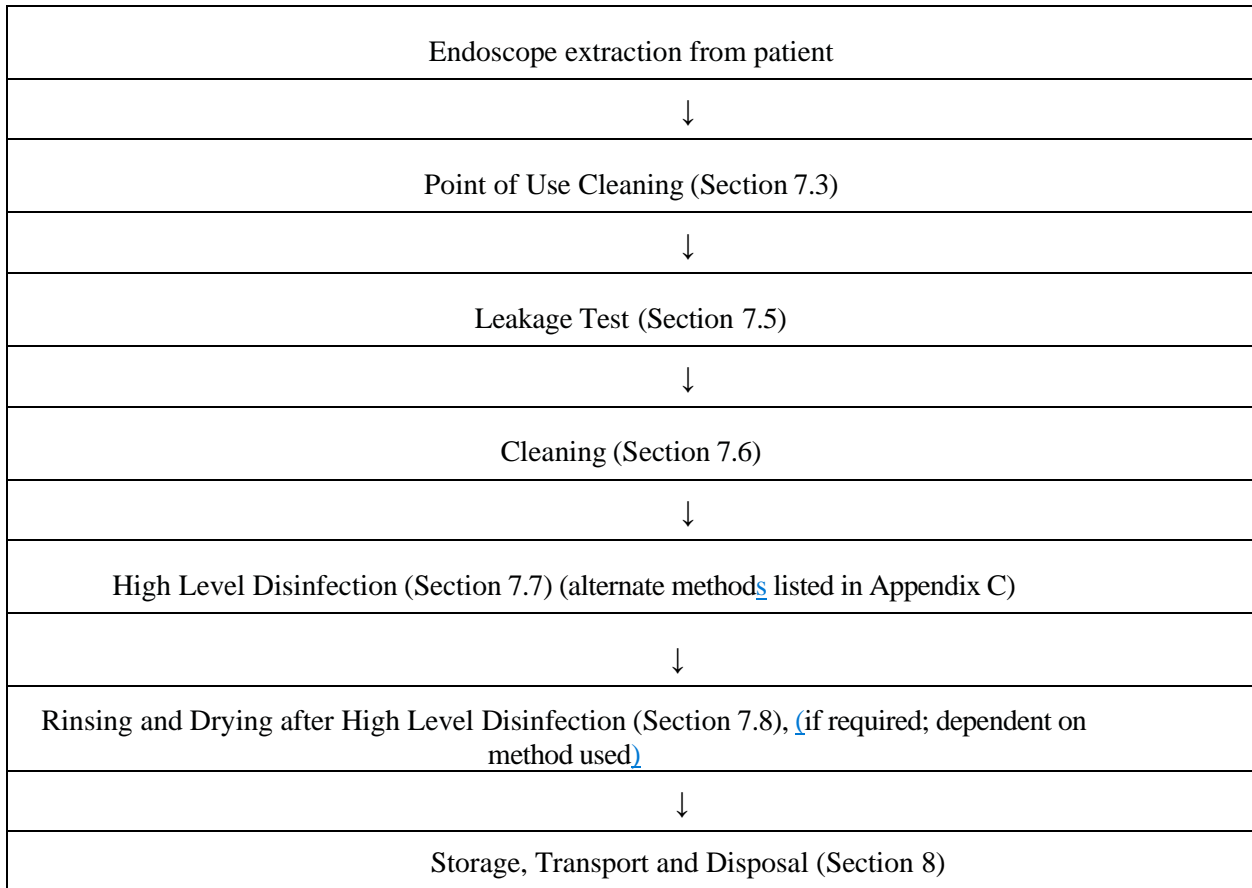 Endoscope extraction from patient
↓
Point of Use Cleaning (Section 7.3)
↓
Leakage Test (Section 7.5)
↓
Cleaning (Section 7.6)
↓
High Level Disinfection (Section 7.7) (alternate methods listed in Appendix C)
↓
Rinsing and Drying after High Level Disinfection (Section 7.8), (if required; dependent on
method used)
↓
Storage, Transport and Disposal (Section 8)